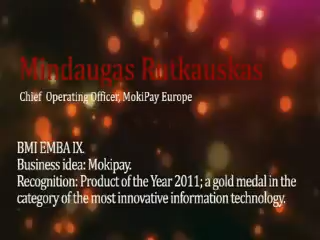 Mindaugas Rutkauskas
Chief Operating Officer, MokiPay Europe
BMI EMBA IX.
Business idea: Mokipay.
Recognition: Product of the Year 2011; a gold medal in the
category of the most innovative information technology.